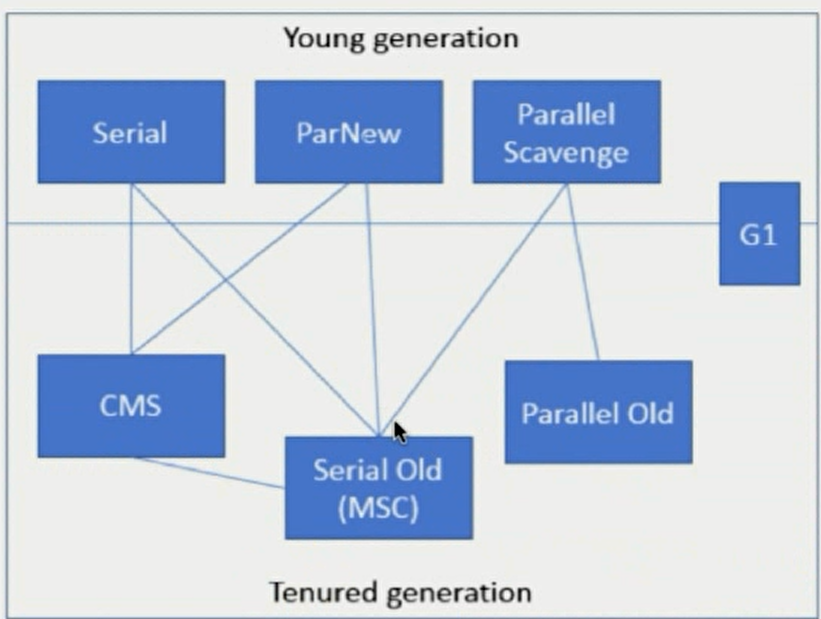 Young generation
Serial
ParNew
Parallel
Scavenge
G1
CMS
Parallel Old
Serial Old
(MSC)
Tenured generation